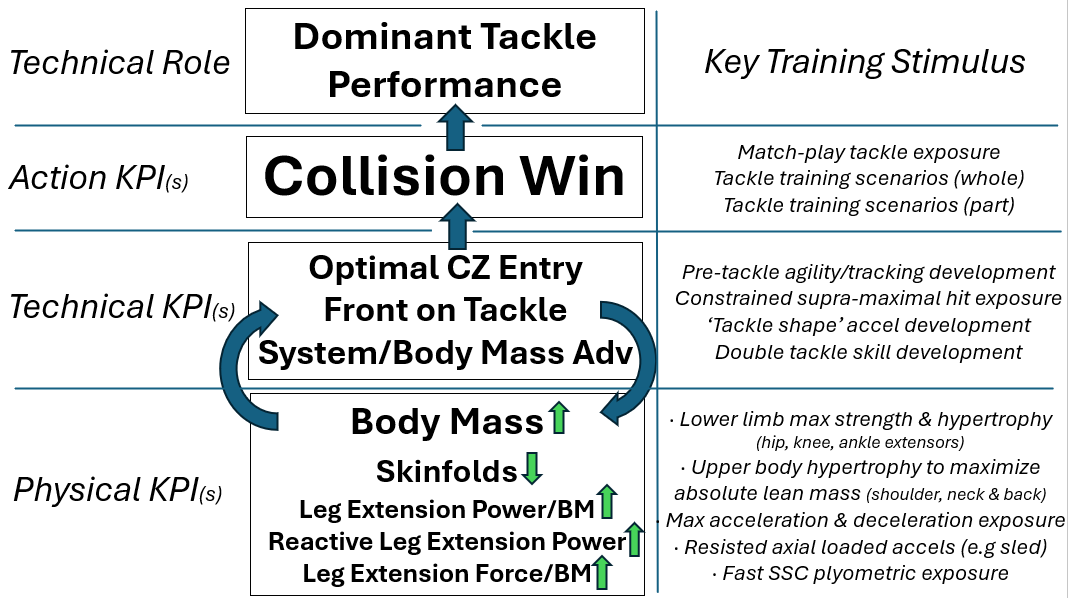 Technical Role
Dominant Tackle
Performance
Key Training Stimulus
Action KPI(s)
Collision Win
Match-play tackle exposure
Tackle training scenarios (whole)
Tackle training scenarios (part)
Technical KPI(s)
Optimal CZ Entry
Front on Tackle
System/Body Mass Adv
Pre-tackle agility/tracking development
Constrained supra-maximal hit exposure
‘Tackle shape’ accel development
Double tackle skill development
Physical KPI(s)
Body Mass
Skinfolds
Leg Extension Power/BM
Reactive Leg Extension Power
Leg Extension Force/BM
· Lower limb max strength & hypertrophy
(hip, knee, ankle extensors)
· Upper body hypertrophy to maximize
absolute lean mass (shoulder, neck & back)
· Max acceleration & deceleration exposure
· Resisted axial loaded accels (e.g sled)
· Fast SSC plyometric exposure